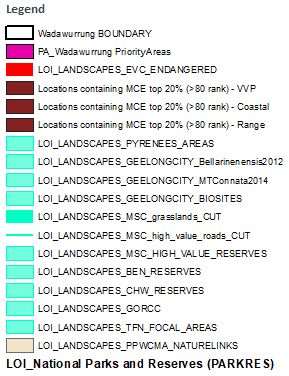 Legend
Wadawurrung BOUNDARY
PA_Wadawurrung PriorityAreas
LOI_LANDSCAPES_EVC_ENDANGERED
Locations containing MCE top 20% (>80 rank) - VVP
Locations containing MCE top 20% (>80 rank) - Coastal
Locations containing MCE top 20% (>80 rank) - Range
LOI_LANDSCAPES_PYRENEES_AREAS
LOI_LANDSCAPES_GEELONGCITY_Bellarinenensis2012
LOI_LANDSCAPES_GEELONGCITY_MTConnata2014
LOI_LANDSCAPES_GEELONGCITY_BIOSITES
LOI_LANDSCAPES_MSC_grasslands_CUT
LOI_LANDSCAPES_MSC_high_value_roads_CUT
LOI_LANDSCAPES_MSC_HIGH_VALUE_RESERVES
LOI_LANDSCAPES_BEN_RESERVES
LOI_LANDSCAPES_CHW_RESERVES
LOI_LANDSCAPES_GORCC
LOI_LANDSCAPES_TFN_FOCAL_AREAS
LOI_LANDSCAPES_PPWCMA_NATURELINKS
LOI_National Parks and Reserves (PARKRES)